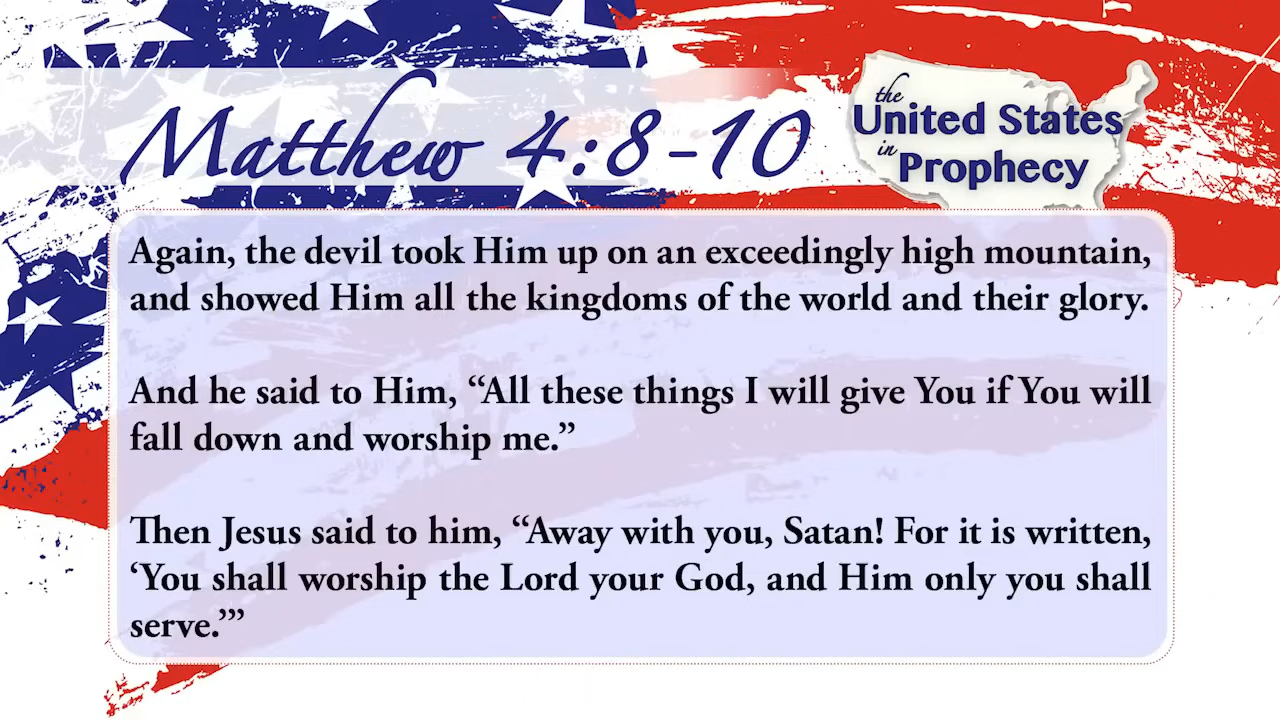 Matthew 4:8-10
the
United States
in
Prophecy
Again, the devil took Him up on an exceedingly high mountain,
and showed Him all the kingdoms of the world and their glory.
And he said to Him, “All these things I will give You if You will
fall down and worship me.”
Then Jesus said to him, “Away with you, Satan! For it is written,
‘You shall worship the Lord your God, and Him only you shall
serve.’”